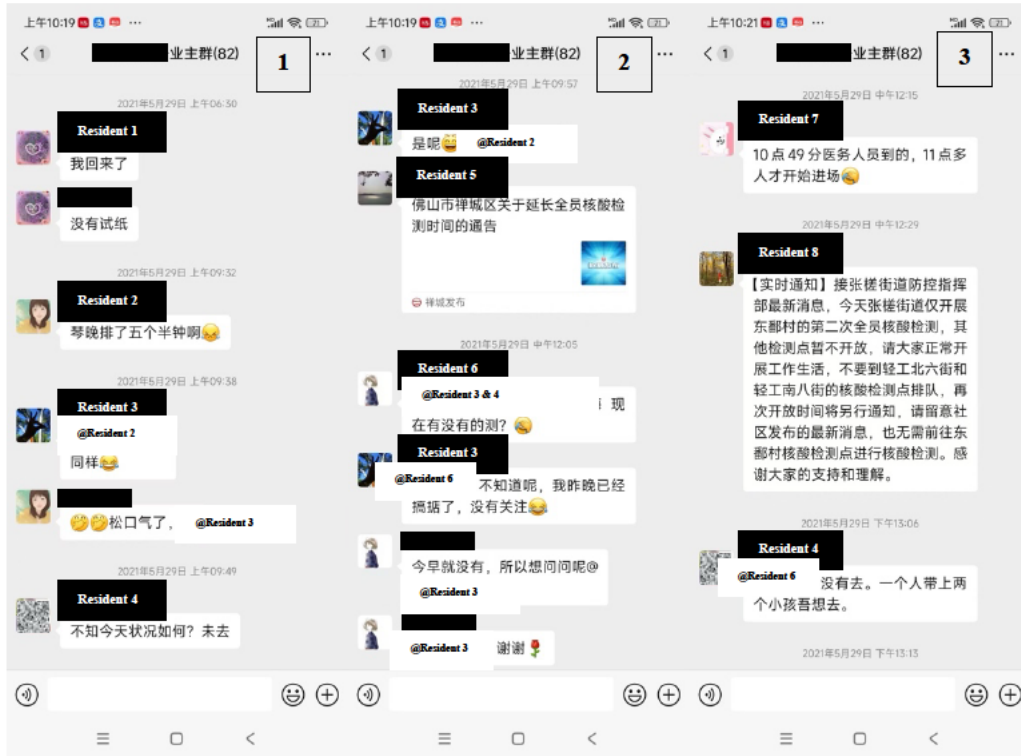 上午10:19
21
1
业主群(82)
1
2021年5月29日 上午06:30
Resident 1
我回来了
没有试纸
2021年5月29日 上午09:32
Resident 2
琴晚排了五个半钟啊
2021年5月29日 上午09:38
Resident 3
@Resident 2
同样
松口气了， @Resident 3
2021年5月29日 上午09:49
Resident 4
不知今天状况如何？未去
上午10:19
21
1
业主群(82)
2
2021年5月29日 上午09:57
Resident 3
是呢 @Resident 2
Resident 5
佛山市禅城区关于延长全员核酸检
测时间的通告
禅城发布
2021年5月29日 中午12:05
Resident 6
@Resident 3 & 4
现
在有没有的测？
Resident 3
@Resident 6
不知道呢，我昨晚已经
搞掂了，没有关注
今早就没有，所以想问问呢@
@Resident 3
@Resident 3 谢谢
上午10:21
21
1
业主群(82)
3
2021年5月29日 中午12:15
Resident 7
10点49分医务人员到的，11点多
人才开始进场
2021年5月29日 中午12:29
Resident 8
【实时通知】接张槎街道防控指挥
部最新消息，今天张槎街道仅开展
东鄱村的第二次全员核酸检测，其
他检测点暂不开放，请大家正常开
展工作生活，不要到轻工北六街和
轻工南八街的核酸检测点排队，再
次开放时间将另行通知，请留意社
区发布的最新消息，也无需前往东
鄱村核酸检测点进行核酸检测。感
谢大家的支持和理解。
2021年5月29日 下午13:06
Resident 4
@Resident 6
没有去。一个人带上两
个小孩吾想去。
2021年5月29日 下午13:13